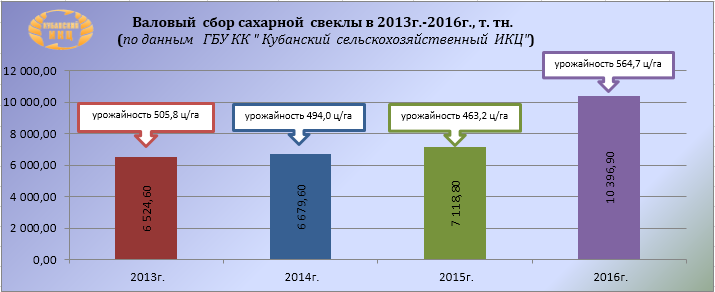 Валовый сбор сахарной свеклы в 2013г.-2016г., т. тн.
(по данным ГБУ КК " Кубанский сельскохозяйственный ИКЦ")
КУБАНСКИЙ
ИКЦ
12 000,00
10 000,00
8 000,00
6 000,00
4 000,00
2 000,00
0,00
урожайность 505,8 ц/га
урожайность 494,0 ц/га
урожайность 463,2 ц/га
урожайность 564,7 ц/га
6 524,60
6 679,60
7 118,80
10 396,90
2013г.
2014г.
2015г.
2016г.